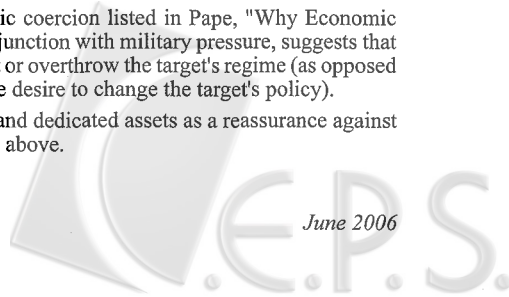 ic coercion listed in Pape, "Why Economic
junction with military pressure, suggests that
t or overthrow the target's regime (as opposed
e desire to change the target's policy).
and dedicated assets as a reassurance against
above.
June 2006
C.E.P.S.